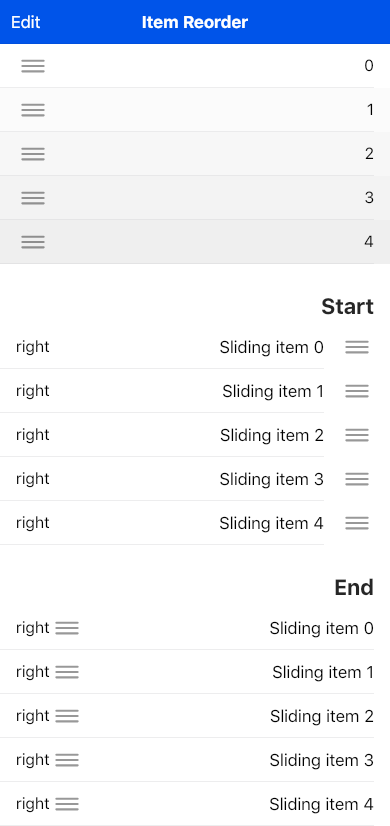 Edit Item Reorder
0
1
2
3
4
Start
right Sliding item 0
right Sliding item 1
right Sliding item 2
right Sliding item 3
right Sliding item 4
End
right Sliding item 0
right Sliding item 1
right Sliding item 2
right Sliding item 3
right Sliding item 4